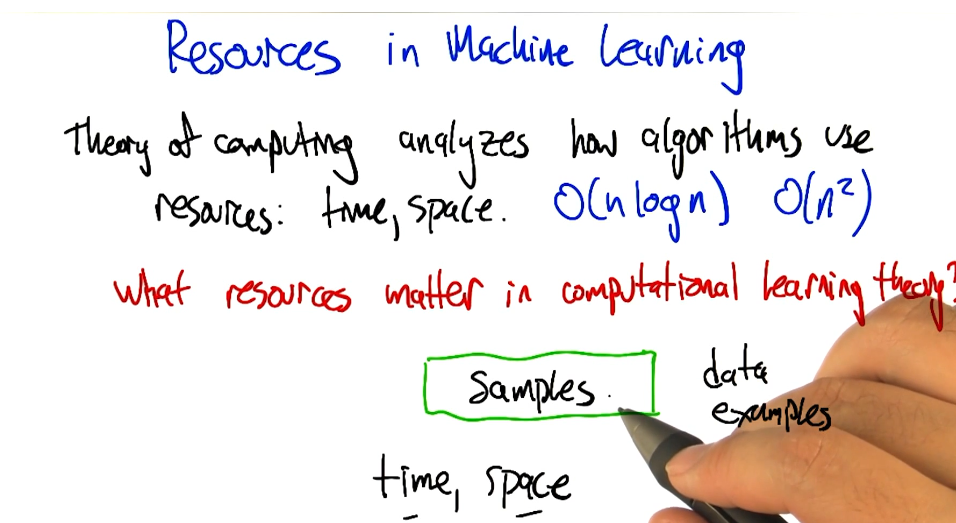 Resources in Machine Learning
Theory of computing analyzes how algorithms use
resources: time, space. O(n log n) O(n²)
What resources matter in computational learning theory?
Samples. data
examples
time, space